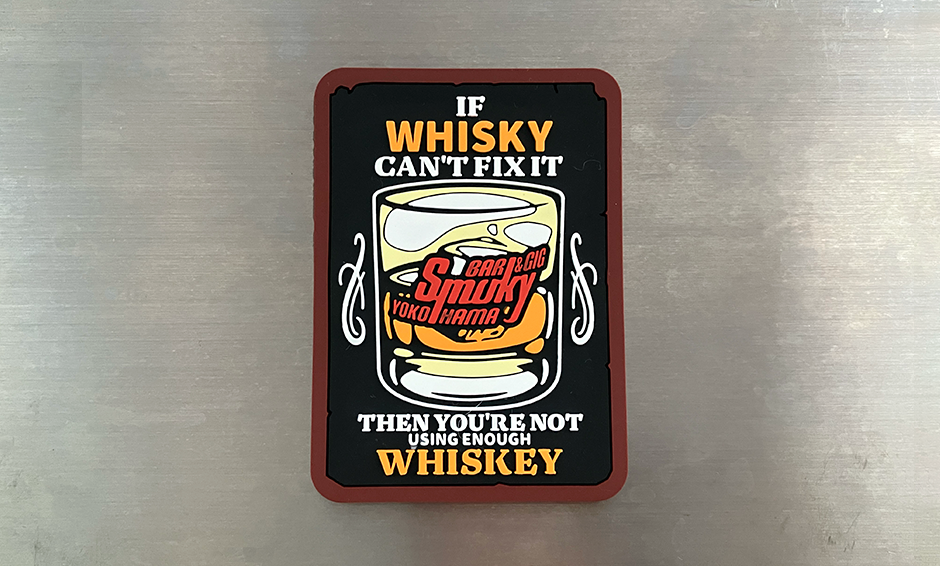 IF
WHISKY
CAN'T FIX IT
BAR & GIG
Smoky
YOKOHAMA
THEN YOU'RE NOT
USING ENOUGH
WHISKEY